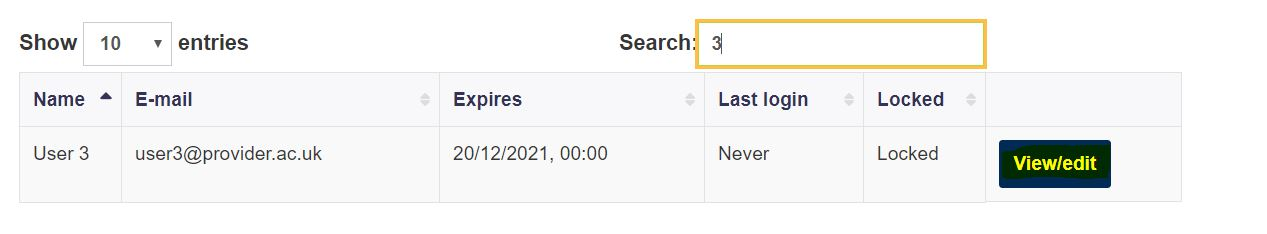 Show 10 entries Search: 3
Name E-mail Expires Last login Locked
User 3 user3@provider.ac.uk 20/12/2021, 00:00 Never Locked View/edit